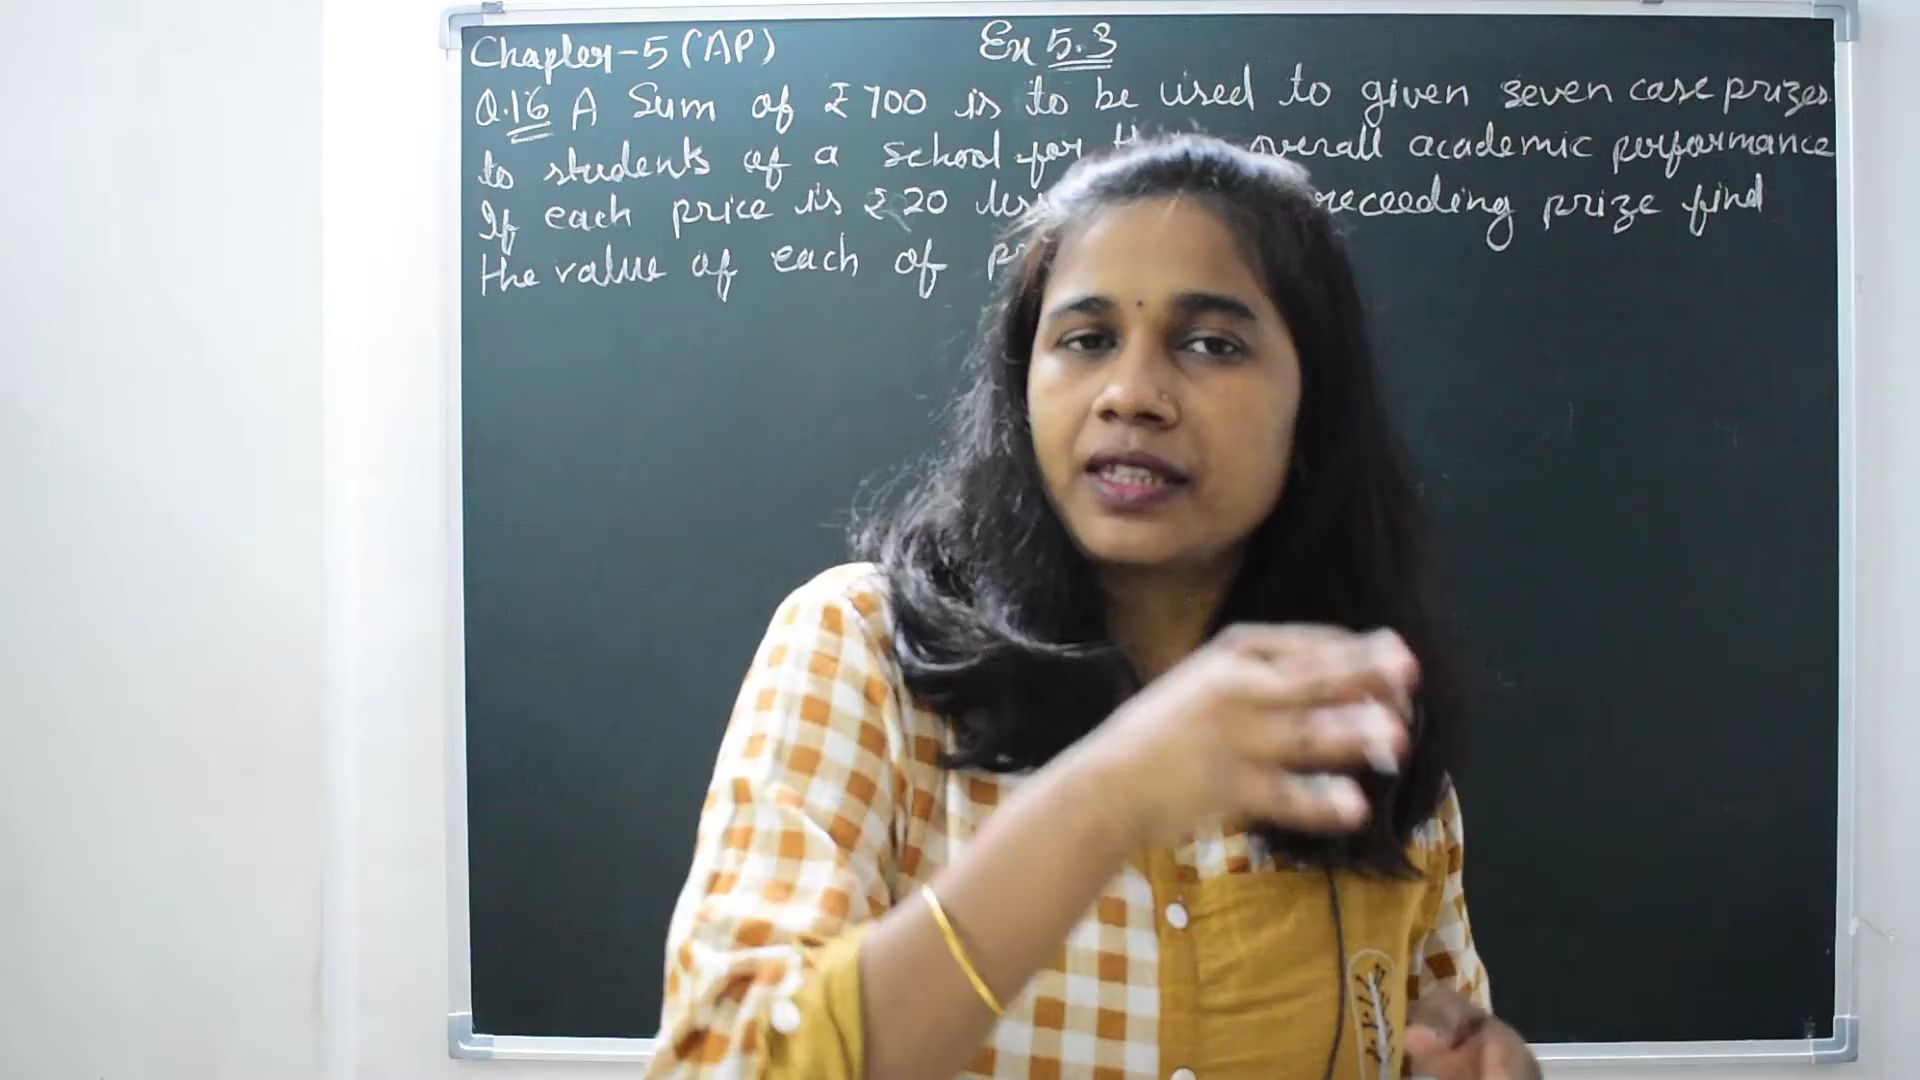 Chapter-5 (AP) Ex 5.3
Q.16 A Sum of ₹ 700 is to be used to given seven case prizes
to students of a school for overall academic performance
If each price is ₹ 20 preceeding prize find
the value of each of